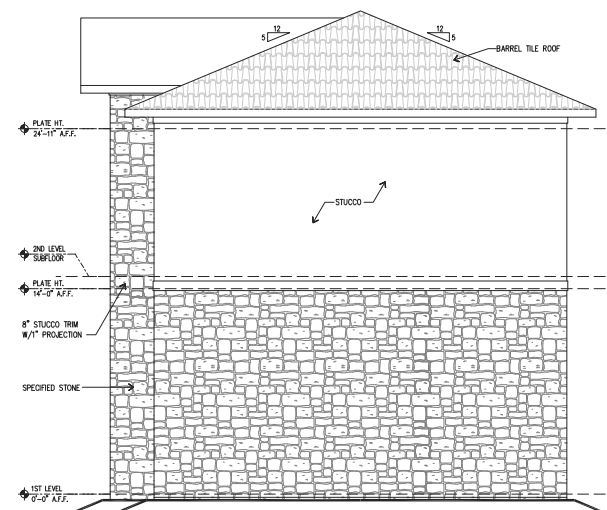 12
5
12
5
BARREL TILE ROOF
PLATE HT.
24'-11" A.F.F.
STUCCO
2ND LEVEL
SUBFLOOR
PLATE HT.
14'-0" A.F.F.
8" STUCCO TRIM
W/1" PROJECTION
SPECIFIED STONE
1ST LEVEL
0'-0" A.F.F.